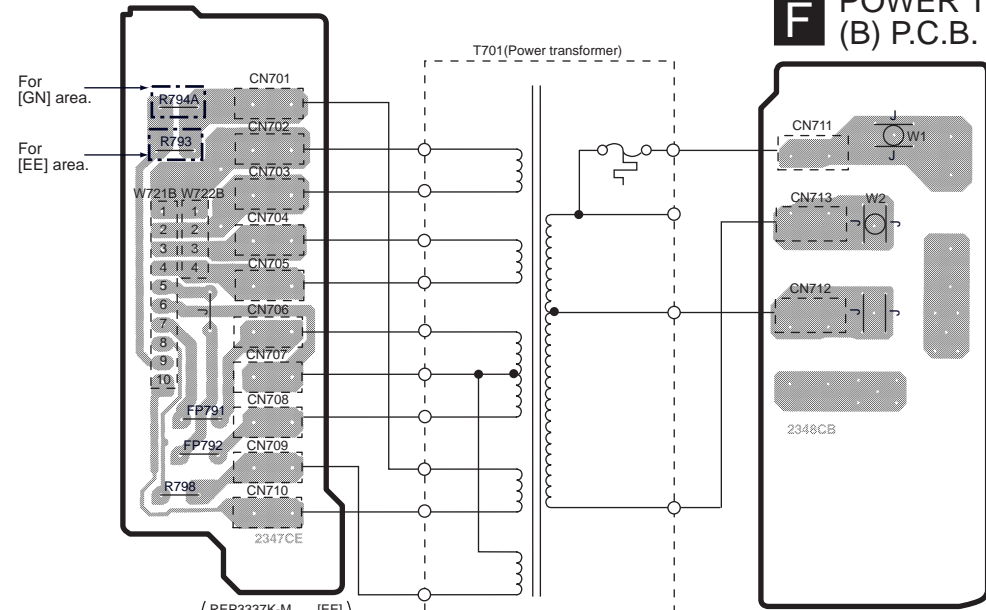 F
POWER T
(B) P.C.B.
T701(Power transformer)
For
[GN] area.
R794A
CN701
For
[EE] area.
R793
CN702
CN703
W721B W722B
1 1
2 2
3 3
4 4
5
6
7
8
9
10
CN704
CN705
J
CN706
CN707
CN708
FP791
FP792
CN709
R798
CN710
2347CE
CN711
J
W1
J
CN713
W2
J J
CN712
J J
2348CB
(REP3337K-M [EE])